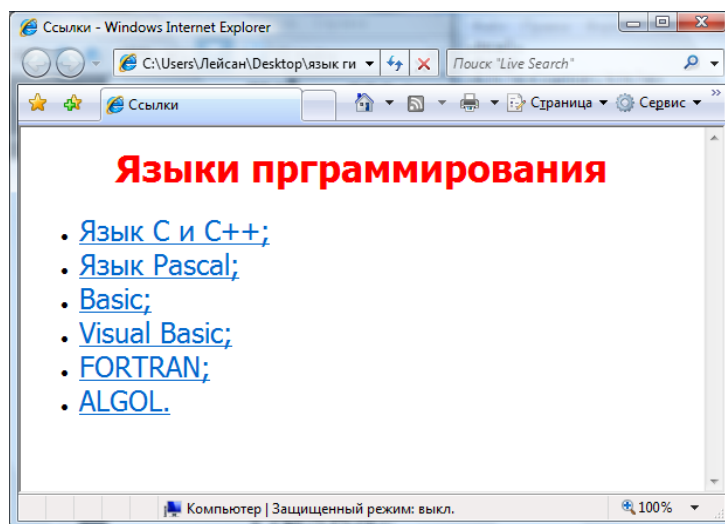 Ссылки - Windows Internet Explorer
C:\Users\Лейсан\Desktop\язык ги
Поиск "Live Search"
Ссылки
Страница
Сервис
Языки прграммирования
• Язык C и C++;
• Язык Pascal;
• Basic;
• Visual Basic;
• FORTRAN;
• ALGOL.
Компьютер | Защищенный режим: выкл.
100%